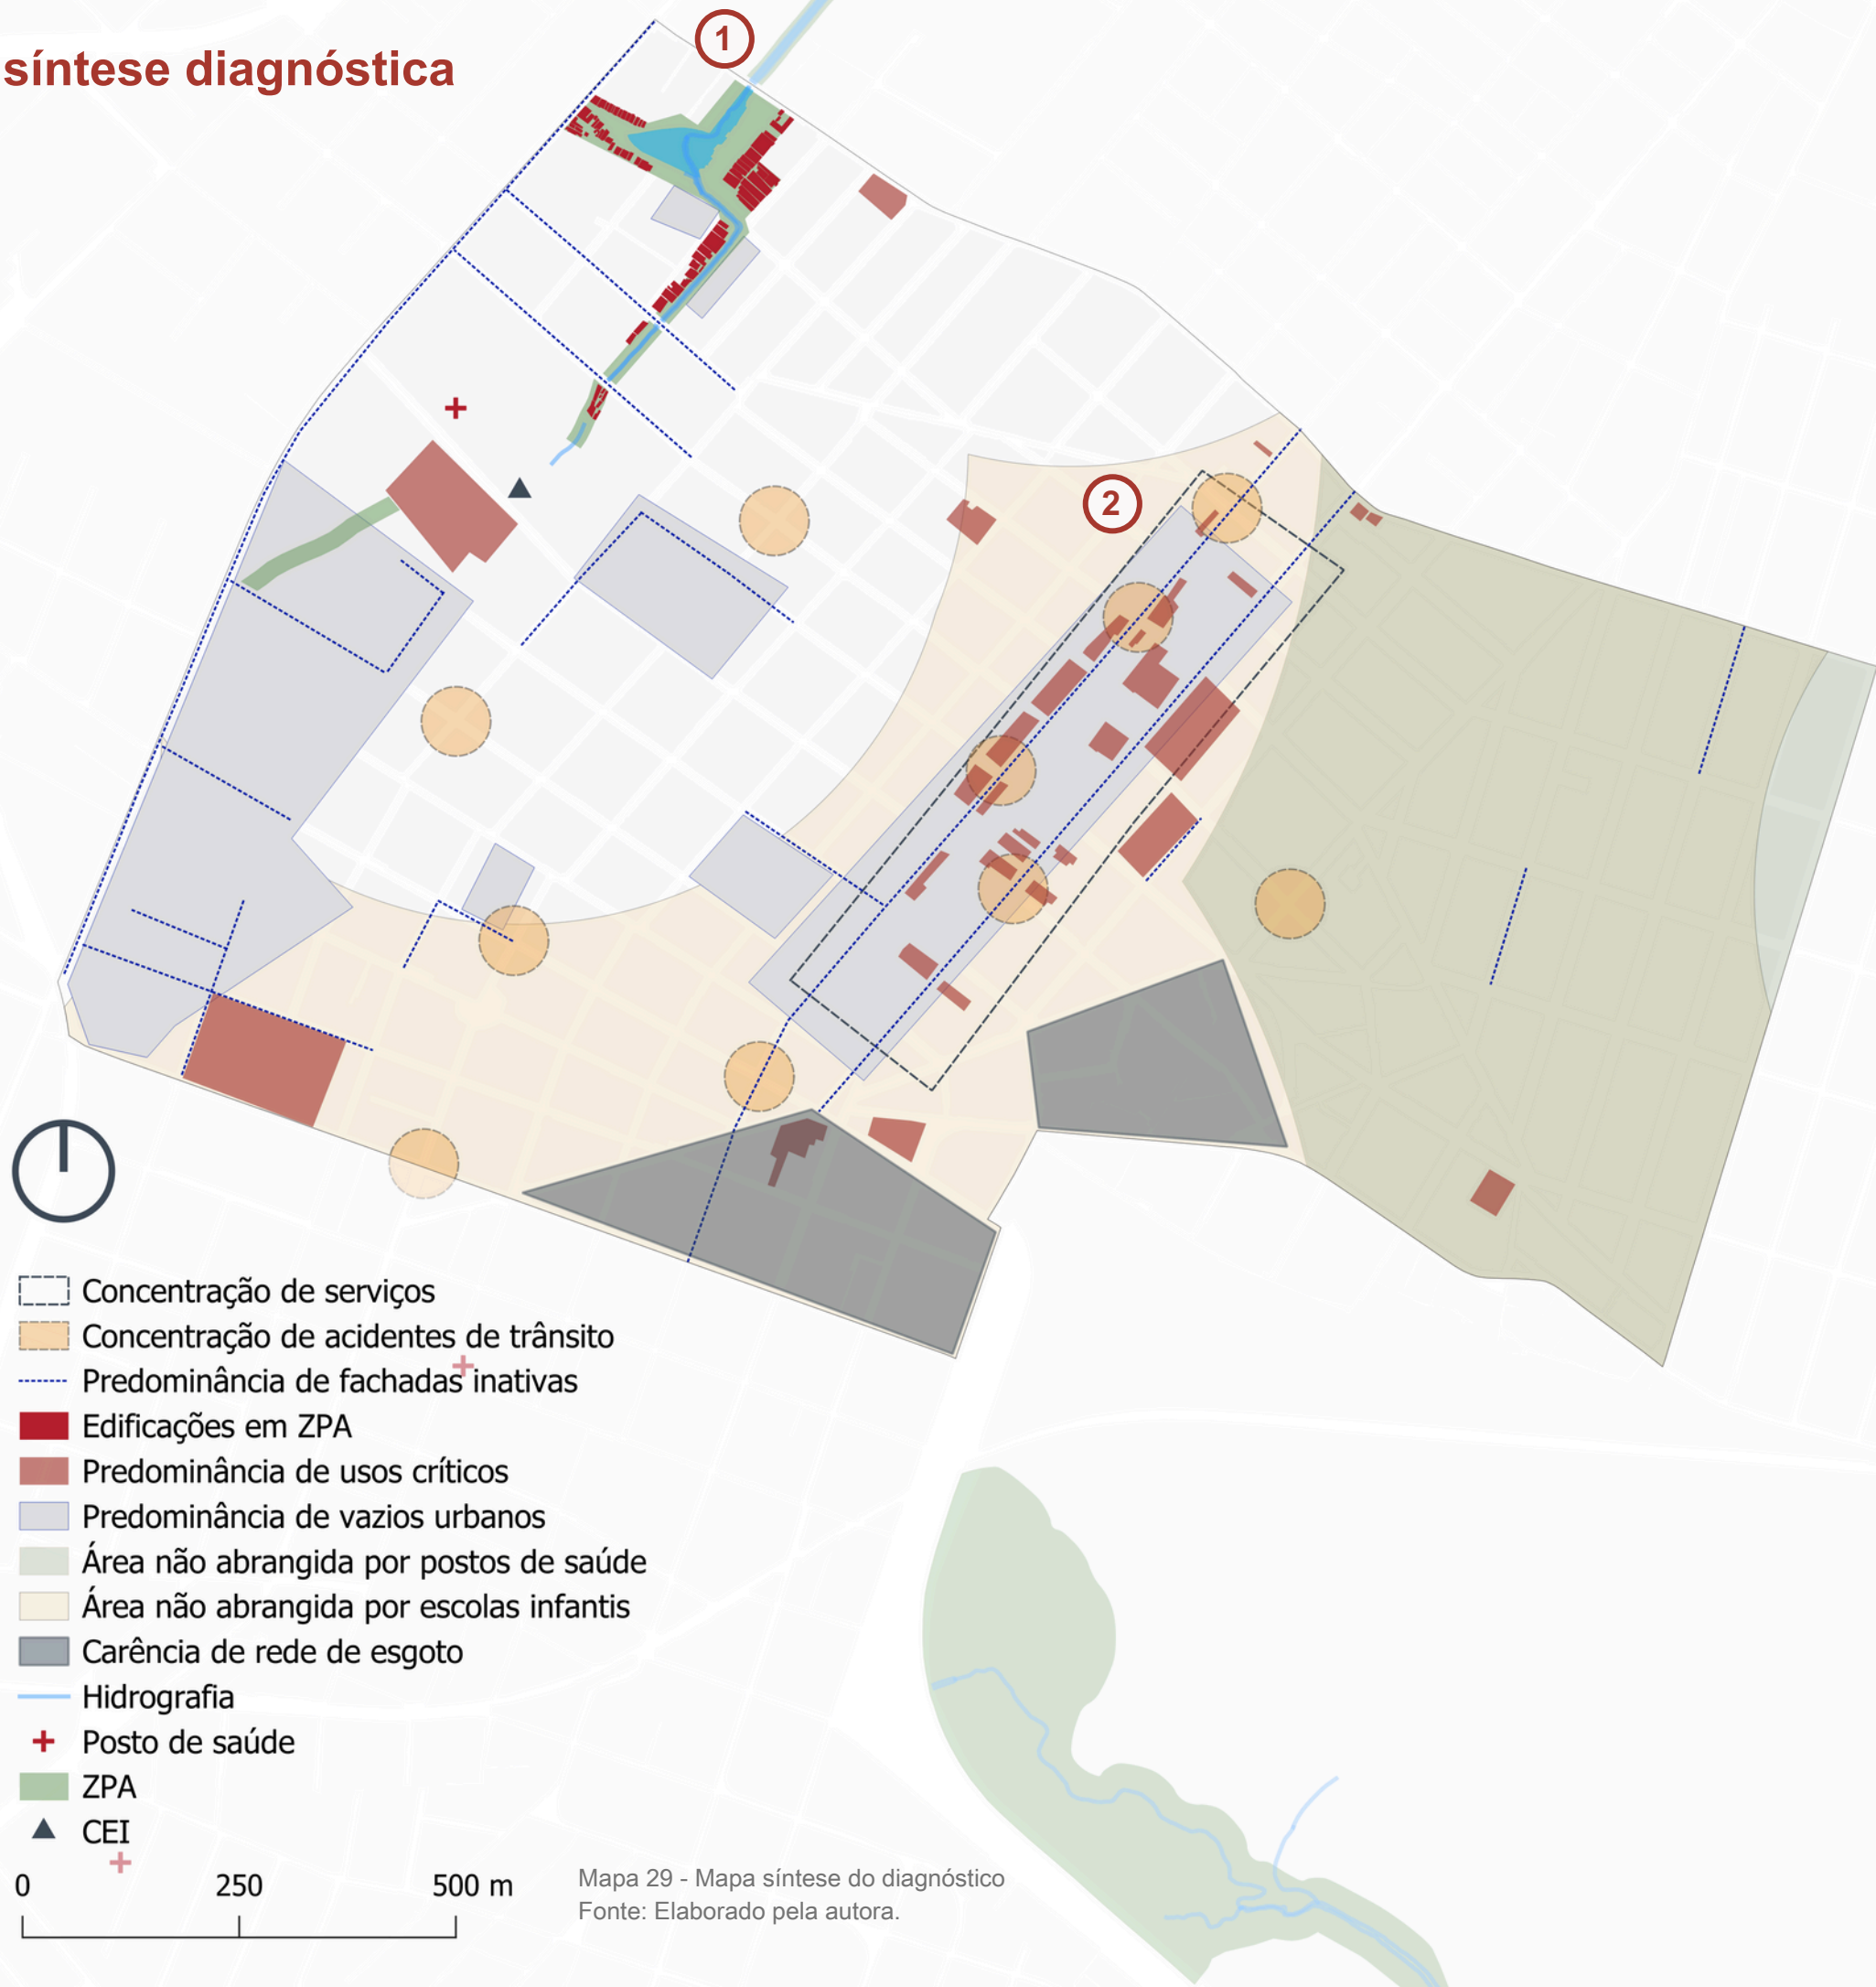 síntese diagnóstica
1
2
Concentração de serviços
Concentração de acidentes de trânsito
Predominância de fachadas inativas
Edificações em ZPA
Predominância de usos críticos
Predominância de vazios urbanos
Área não abrangida por postos de saúde
Área não abrangida por escolas infantis
Carência de rede de esgoto
Hidrografia
Posto de saúde
ZPA
CEI
0 250 500 m
Mapa 29 - Mapa síntese do diagnóstico
Fonte: Elaborado pela autora.